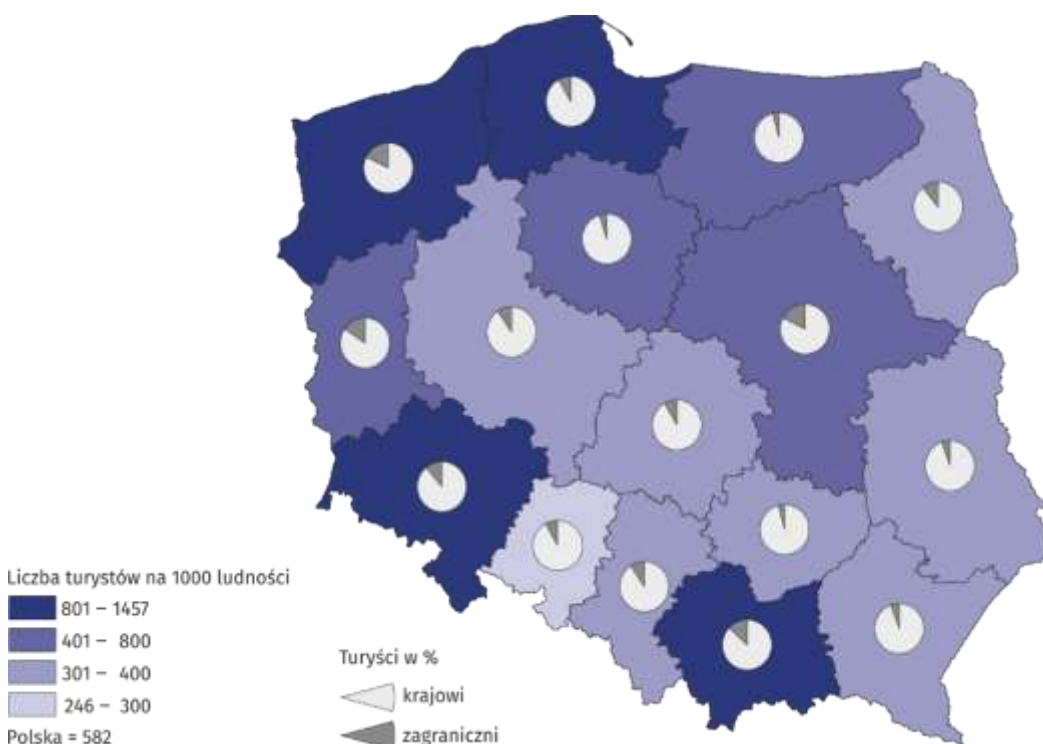 Liczba turystów na 1000 ludności
801 – 1457
401 – 800
301 – 400
246 – 300
Polska = 582
Turyści w %
krajowi
zagraniczni